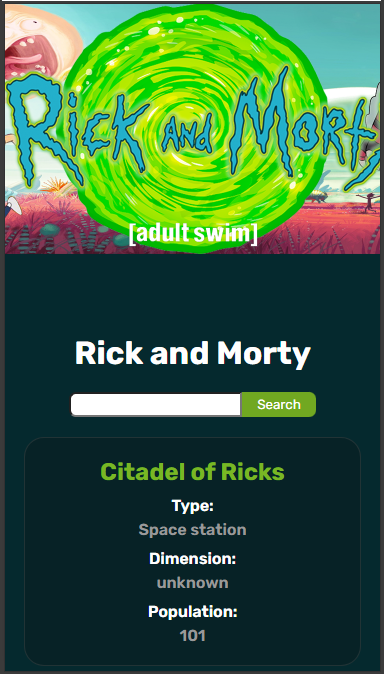 Rick And Morty
[adult swim]
Rick and Morty
Search
Citadel of Ricks
Type:
Space station
Dimension:
unknown
Population:
101